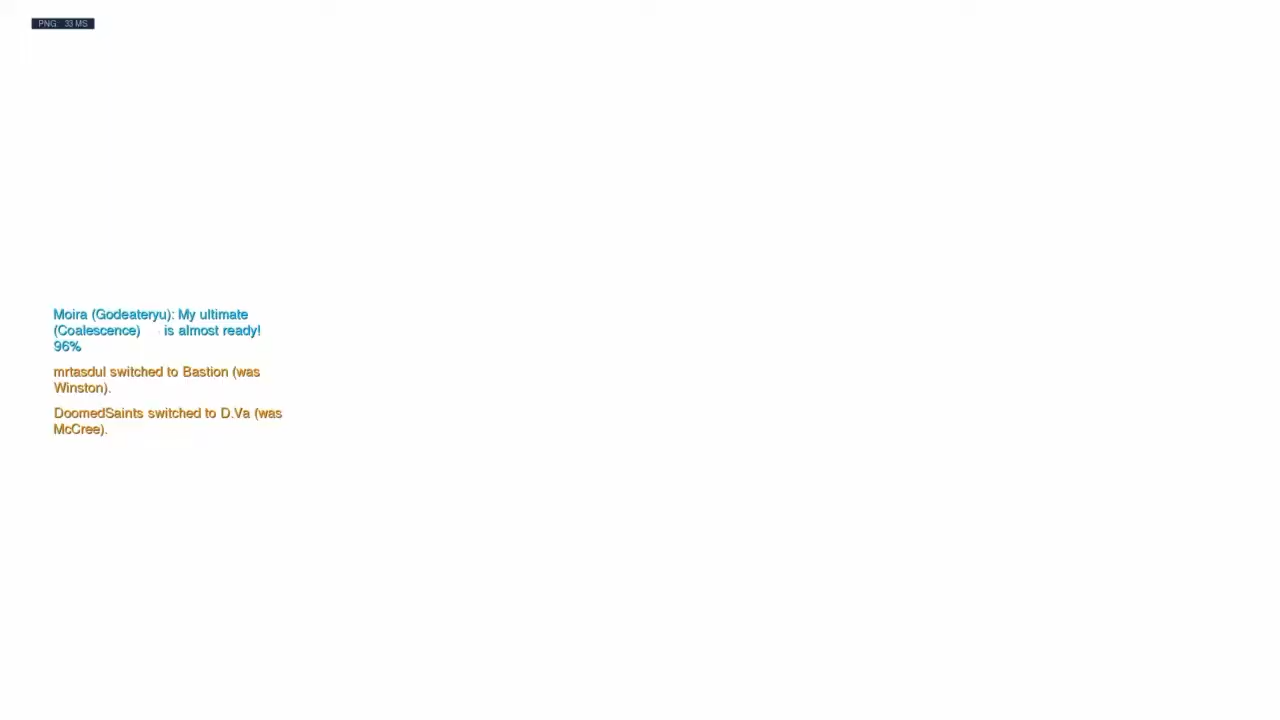 PNG: 33 MS
Moira (Godeateryu): My ultimate
(Coalescence) is almost ready!
96%
mrtasdul switched to Bastion (was
Winston).
DoomedSaints switched to D.Va (was
McCree).